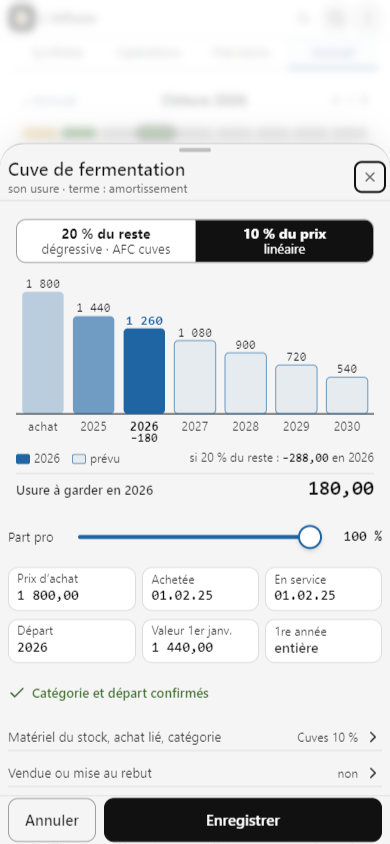 Cuve de fermentation
son usure · terme : amortissement
20 % du reste
dégressive · AFC cuves
10 % du prix
linéaire
1 800
1 440
1 260
1 080
900
720
540
achat
2025
2026
−180
2027
2028
2029
2030
2026
prévu
si 20 % du reste : −288,00 en 2026
Usure à garder en 2026
180,00
Part pro
100 %
Prix d'achat
1 800,00
Achetée
01.02.25
En service
01.02.25
Départ
2026
Valeur 1er janv.
1 440,00
1re année
entière
Catégorie et départ confirmés
Matériel du stock, achat lié, catégorie
Cuves 10 %
Vendue ou mise au rebut
non
Annuler
Enregistrer